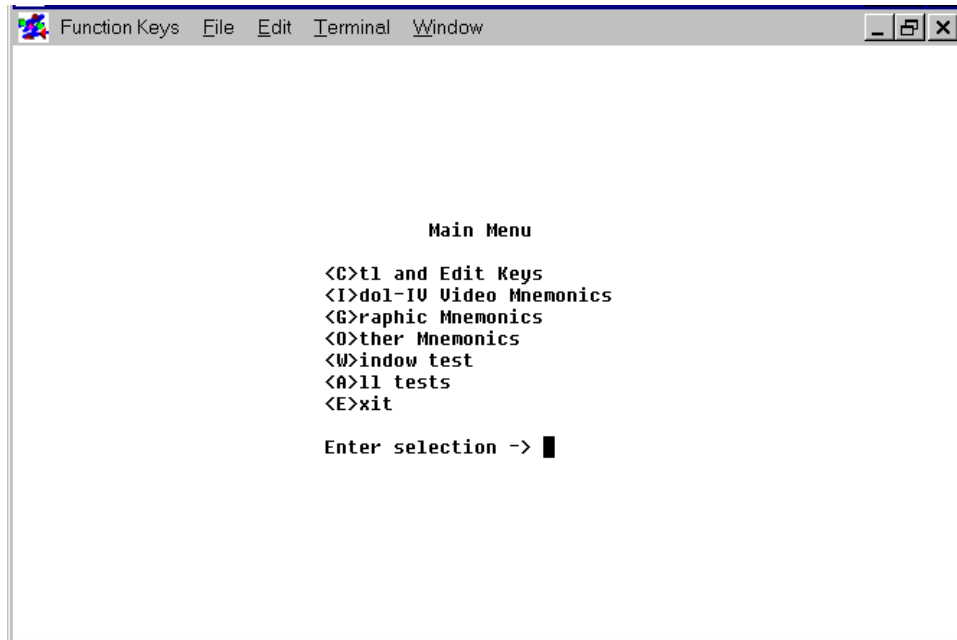 Function Keys File Edit Terminal Window
Main Menu
<C>tl and Edit Keys
<I>dol-IV Video Mnemonics
<G>raphic Mnemonics
<O>ther Mnemonics
<W>indow test
<A>ll tests
<E>xit
Enter selection ->